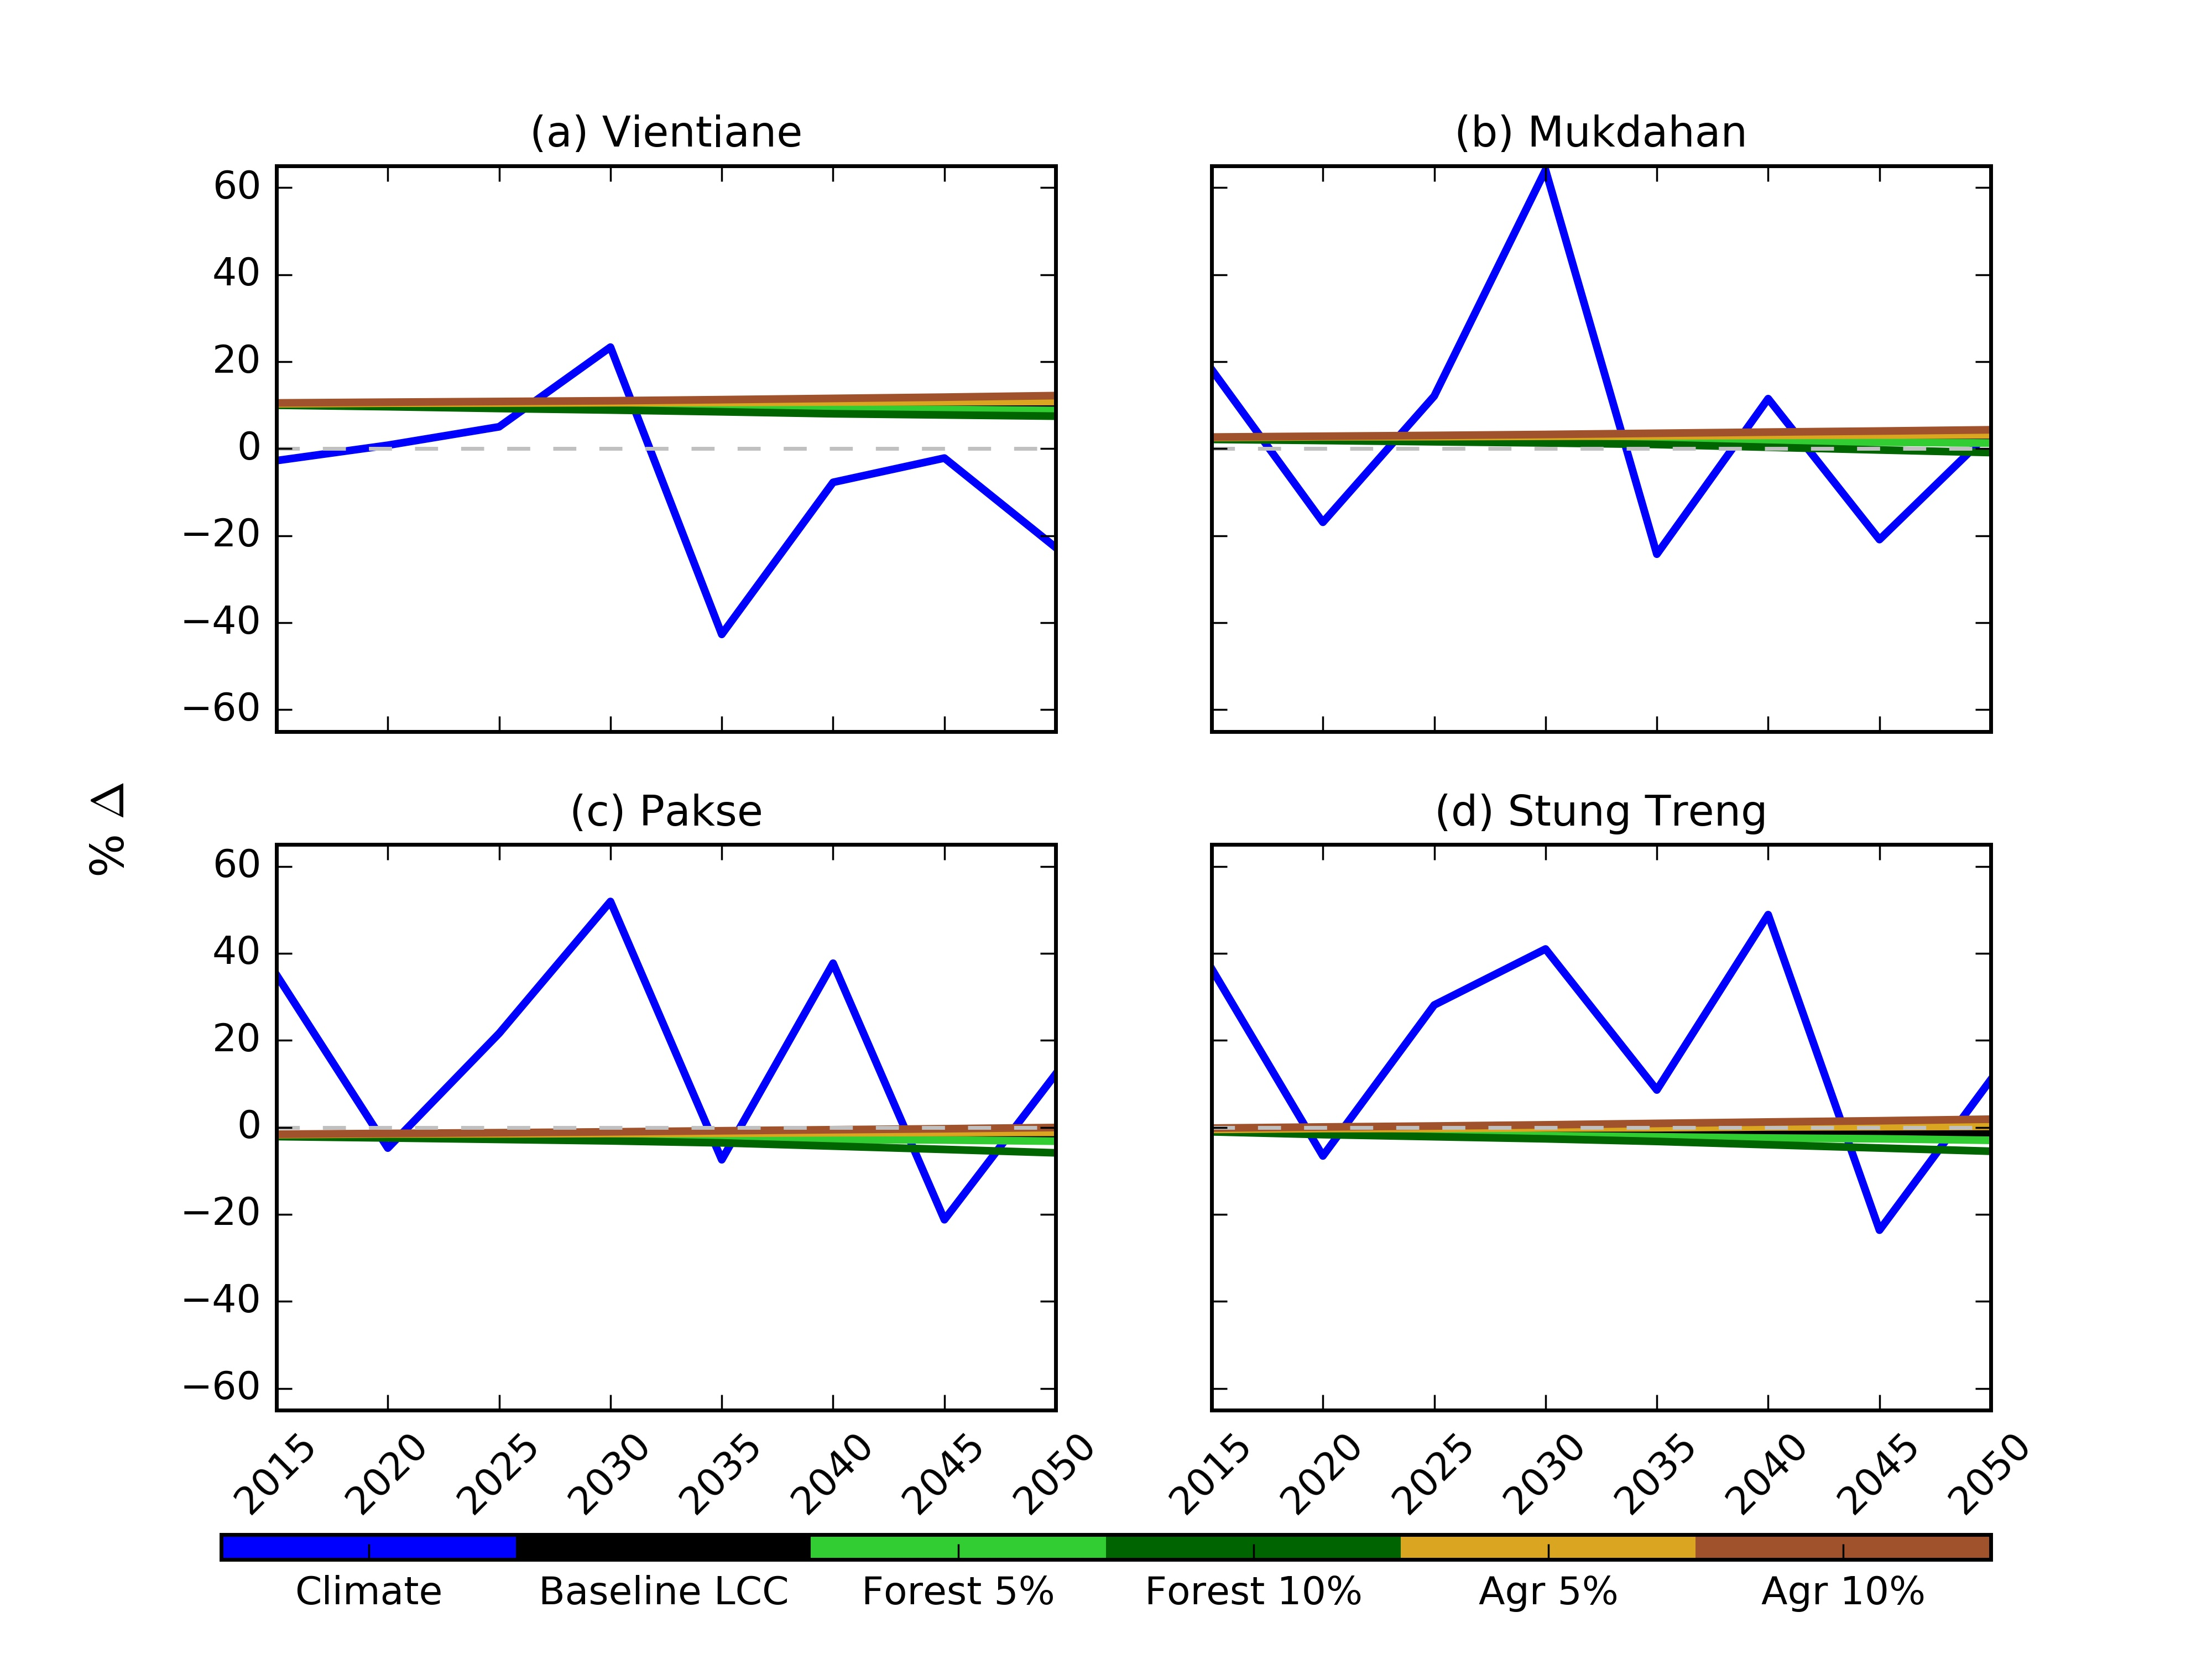 (a) Vientiane
(b) Mukdahan
60
40
20
0
−20
−40
−60
% Δ
(c) Pakse
(d) Stung Treng
60
40
20
0
−20
−40
−60
2015 2020 2025 2030 2035 2040 2045 2050
2015 2020 2025 2030 2035 2040 2045 2050
Climate Baseline LCC Forest 5% Forest 10% Agr 5% Agr 10%